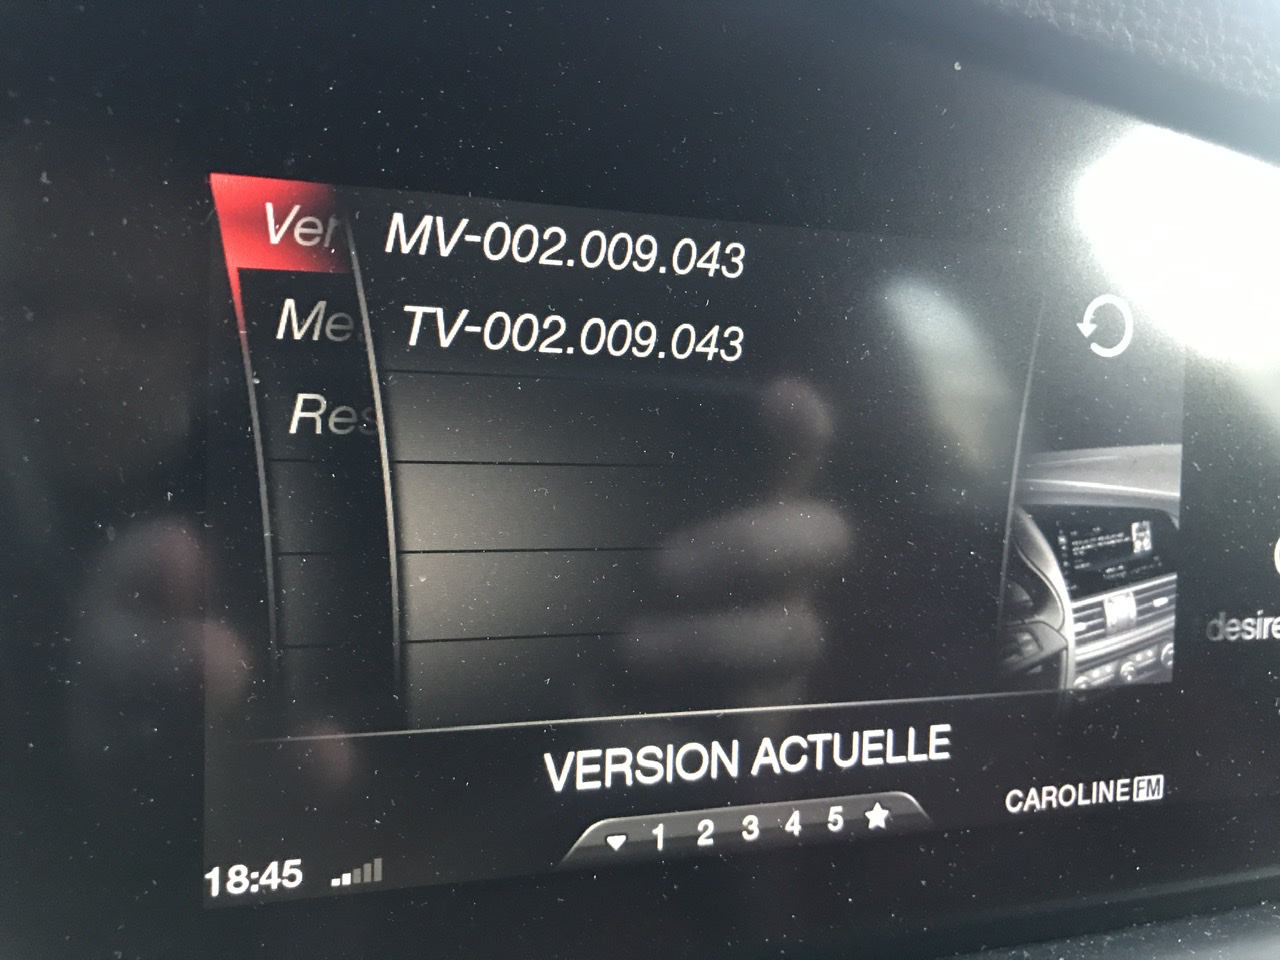 Ver
MV-002.009.043
Me
TV-002.009.043
Res
desire
VERSION ACTUELLE
CAROLINE FM
1 2 3 4 5
18:45